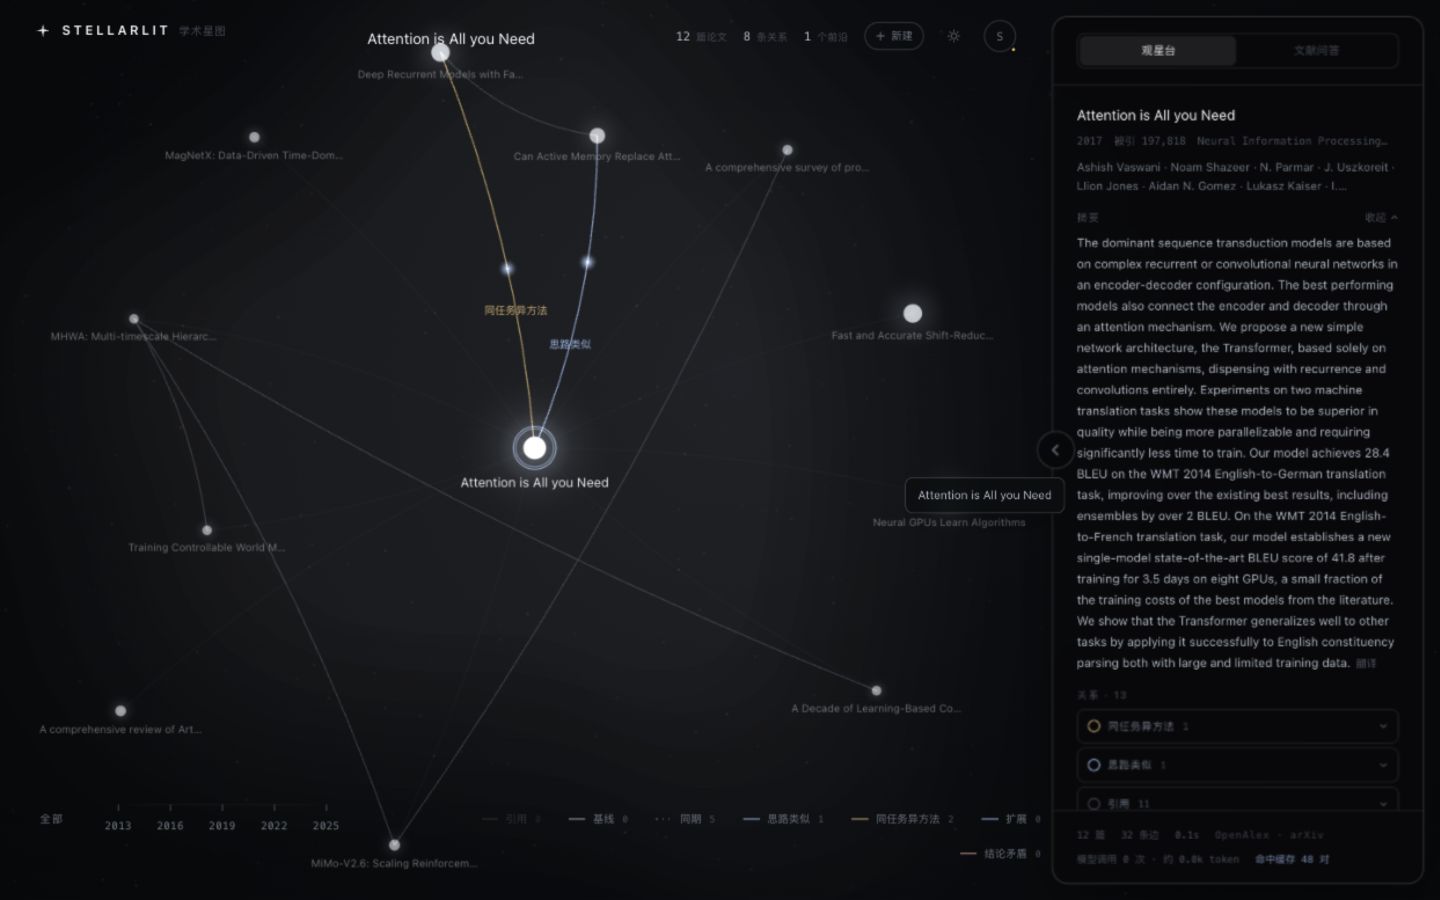 STELLARLIT 学术星图
Attention is All you Need
Deep Recurrent Models with Fa...
12 篇论文 8 条关系 1 个前沿
+ 新建
S
MagNetX: Data-Driven Time-Dom...
Can Active Memory Replace Att...
A comprehensive survey of pro...
MHWA: Multi-timescale Hierarc...
同任务异方法
思路类似
Fast and Accurate Shift-Reduc...
Attention is All you Need
Attention is All you Need
Neural GPUs Learn Algorithms
Training Controllable World M...
A comprehensive review of Art...
A Decade of Learning-Based Co...
MiMo-V2.6: Scaling Reinforcem...
全部
2013 2016 2019 2022 2025
引用
基线 0
同期 5
思路类似 1
同任务异方法 2
扩展 0
结论矛盾 0
观星台
文献问答
Attention is All you Need
2017 被引 197,818 Neural Information Processing…
Ashish Vaswani · Noam Shazeer · N. Parmar · J. Uszkoreit ·
Llion Jones · Aidan N. Gomez · Lukasz Kaiser · I....
摘要
收起
The dominant sequence transduction models are based
on complex recurrent or convolutional neural networks in
an encoder-decoder configuration. The best performing
models also connect the encoder and decoder through
an attention mechanism. We propose a new simple
network architecture, the Transformer, based solely on
attention mechanisms, dispensing with recurrence and
convolutions entirely. Experiments on two machine
translation tasks show these models to be superior in
quality while being more parallelizable and requiring
significantly less time to train. Our model achieves 28.4
BLEU on the WMT 2014 English-to-German translation
task, improving over the existing best results, including
ensembles by over 2 BLEU. On the WMT 2014 English-
to-French translation task, our model establishes a new
single-model state-of-the-art BLEU score of 41.8 after
training for 3.5 days on eight GPUs, a small fraction of
the training costs of the best models from the literature.
We show that the Transformer generalizes well to other
tasks by applying it successfully to English constituency
parsing both with large and limited training data. 翻译
关系 · 13
同任务异方法 1
思路类似 1
引用 11
12 篇 32 条边 0.1s OpenAlex · arXiv
模型调用 0 次 · 约 0.0k token 命中缓存 48 对